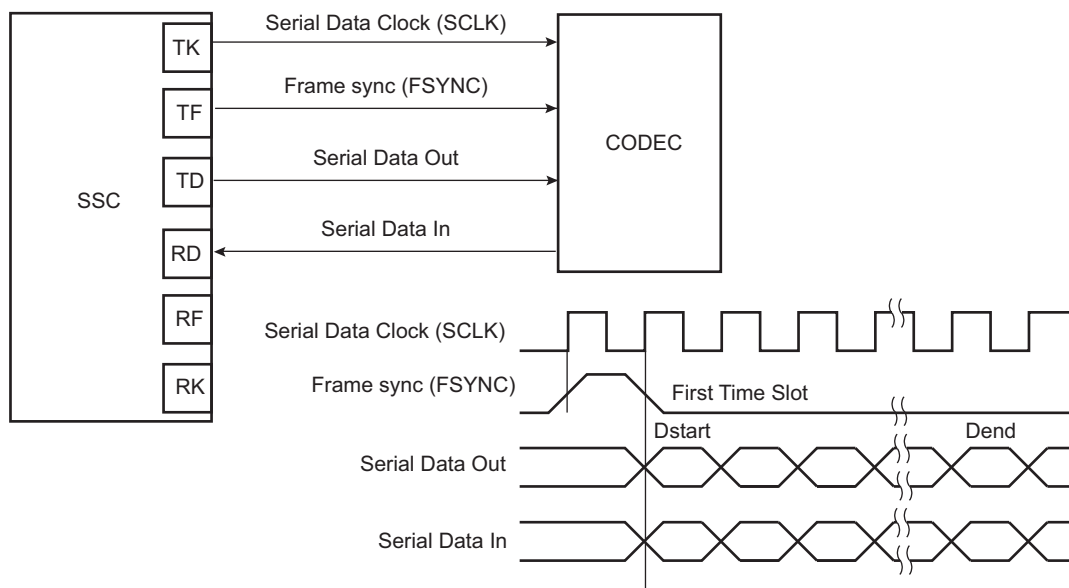 SSC
TK
TF
TD
RD
RF
RK
Serial Data Clock (SCLK)
Frame sync (FSYNC)
Serial Data Out
Serial Data In
CODEC
Serial Data Clock (SCLK)
Frame sync (FSYNC)
First Time Slot
Dstart
Dend
Serial Data Out
Serial Data In